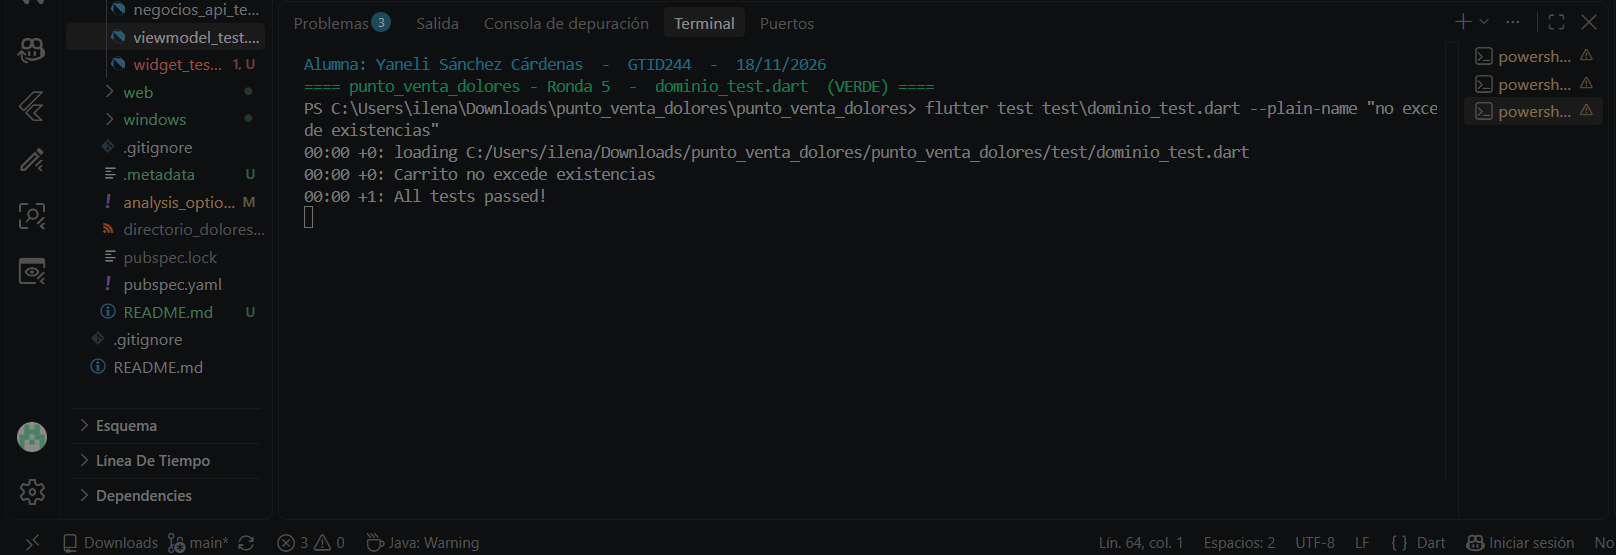 negocios_api_te...
viewmodel_test....
widget_tes... 1, U
web
windows
.gitignore
.metadata U
analysis_optio... M
directorio_dolores...
pubspec.lock
pubspec.yaml
README.md U
.gitignore
README.md
Esquema
Línea De Tiempo
Dependencies
Problemas 3 Salida Consola de depuración Terminal Puertos
Alumna: Yaneli Sánchez Cárdenas - GTID244 - 18/11/2026
==== punto_venta_dolores - Ronda 5 - dominio_test.dart (VERDE) ====
PS C:\Users\ilena\Downloads\punto_venta_dolores\punto_venta_dolores> flutter test test\dominio_test.dart --plain-name "no exce
de existencias"
00:00 +0: loading C:/Users/ilena/Downloads/punto_venta_dolores/punto_venta_dolores/test/dominio_test.dart
00:00 +0: Carrito no excede existencias
00:00 +1: All tests passed!
powersh...
powersh...
powersh...
Downloads main* 3 0 Java: Warning Lín. 64, col. 1 Espacios: 2 UTF-8 LF { } Dart Iniciar sesión No